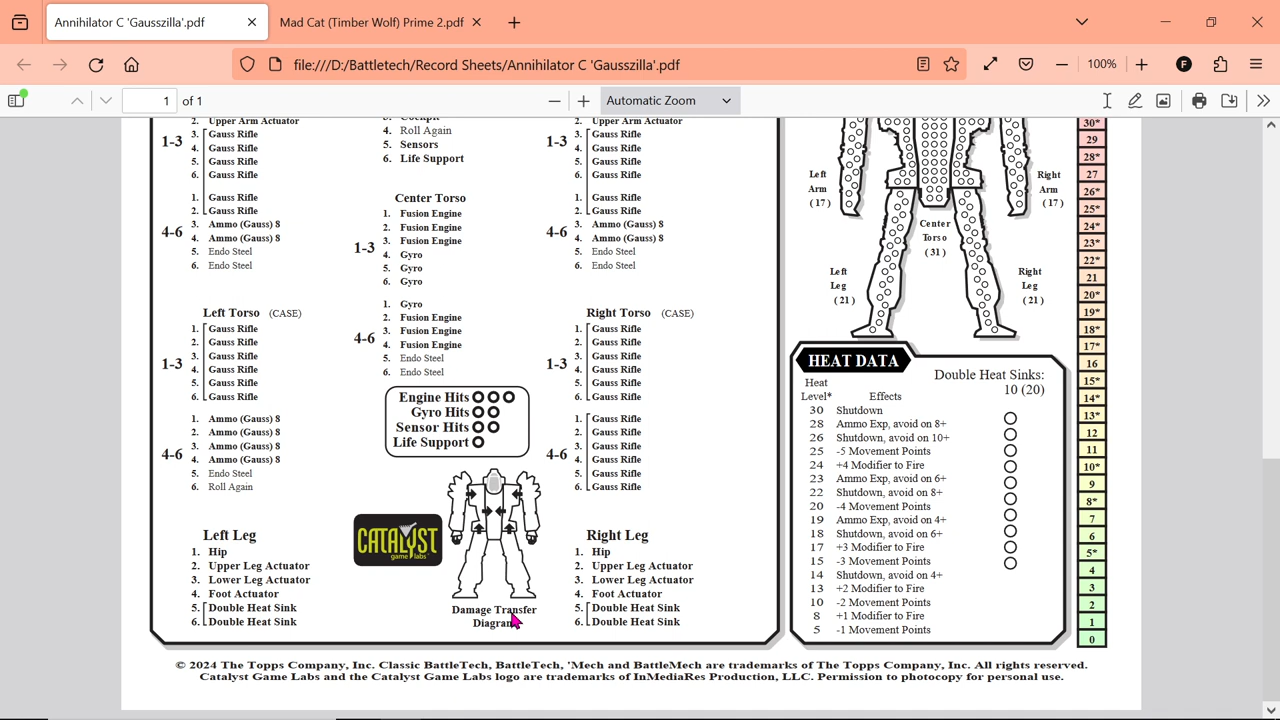 Annihilator C 'Gausszilla'.pdf
Mad Cat (Timber Wolf) Prime 2.pdf
file:///D:/Battletech/Record Sheets/Annihilator C 'Gausszilla'.pdf
100%
F
1 of 1
Automatic Zoom
2. Upper Arm Actuator
1-3
3. Gauss Rifle
4. Gauss Rifle
5. Gauss Rifle
6. Gauss Rifle
4-6
1. Gauss Rifle
2. Gauss Rifle
3. Ammo (Gauss) 8
4. Ammo (Gauss) 8
5. Endo Steel
6. Endo Steel
Left Torso (CASE)
1-3
1. Gauss Rifle
2. Gauss Rifle
3. Gauss Rifle
4. Gauss Rifle
5. Gauss Rifle
6. Gauss Rifle
4-6
1. Ammo (Gauss) 8
2. Ammo (Gauss) 8
3. Ammo (Gauss) 8
4. Ammo (Gauss) 8
5. Endo Steel
6. Roll Again
Left Leg
1. Hip
2. Upper Leg Actuator
3. Lower Leg Actuator
4. Foot Actuator
5. Double Heat Sink
6. Double Heat Sink
4. Roll Again
5. Sensors
6. Life Support
Center Torso
1-3
1. Fusion Engine
2. Fusion Engine
3. Fusion Engine
4. Gyro
5. Gyro
6. Gyro
4-6
1. Gyro
2. Fusion Engine
3. Fusion Engine
4. Fusion Engine
5. Endo Steel
6. Endo Steel
Engine Hits
Gyro Hits
Sensor Hits
Life Support
CATALYST
game labs
Damage Transfer
Diagram
2. Upper Arm Actuator
1-3
3. Gauss Rifle
4. Gauss Rifle
5. Gauss Rifle
6. Gauss Rifle
4-6
1. Gauss Rifle
2. Gauss Rifle
3. Ammo (Gauss) 8
4. Ammo (Gauss) 8
5. Endo Steel
6. Endo Steel
Right Torso (CASE)
1-3
1. Gauss Rifle
2. Gauss Rifle
3. Gauss Rifle
4. Gauss Rifle
5. Gauss Rifle
6. Gauss Rifle
4-6
1. Gauss Rifle
2. Gauss Rifle
3. Gauss Rifle
4. Gauss Rifle
5. Gauss Rifle
6. Gauss Rifle
Right Leg
1. Hip
2. Upper Leg Actuator
3. Lower Leg Actuator
4. Foot Actuator
5. Double Heat Sink
6. Double Heat Sink
Left
Arm
(17)
Right
Arm
(17)
Center
Torso
(31)
Left
Leg
(21)
Right
Leg
(21)
HEAT DATA
Heat
Level* Effects
Double Heat Sinks:
10 (20)
30 Shutdown
28 Ammo Exp, avoid on 8+
26 Shutdown, avoid on 10+
25 -5 Movement Points
24 +4 Modifier to Fire
23 Ammo Exp, avoid on 6+
22 Shutdown, avoid on 8+
20 -4 Movement Points
19 Ammo Exp, avoid on 4+
18 Shutdown, avoid on 6+
17 +3 Modifier to Fire
15 -3 Movement Points
14 Shutdown, avoid on 4+
13 +2 Modifier to Fire
10 -2 Movement Points
8 +1 Modifier to Fire
5 -1 Movement Points
30*
29
28*
27
26*
25*
24*
23*
22*
21
20*
19*
18*
17*
16
15*
14*
13*
12
11
10*
9
8*
7
6
5*
4
3
2
1
0
© 2024 The Topps Company, Inc. Classic BattleTech, BattleTech, 'Mech and BattleMech are trademarks of The Topps Company, Inc. All rights reserved.
Catalyst Game Labs and the Catalyst Game Labs logo are trademarks of InMediaRes Production, LLC. Permission to photocopy for personal use.